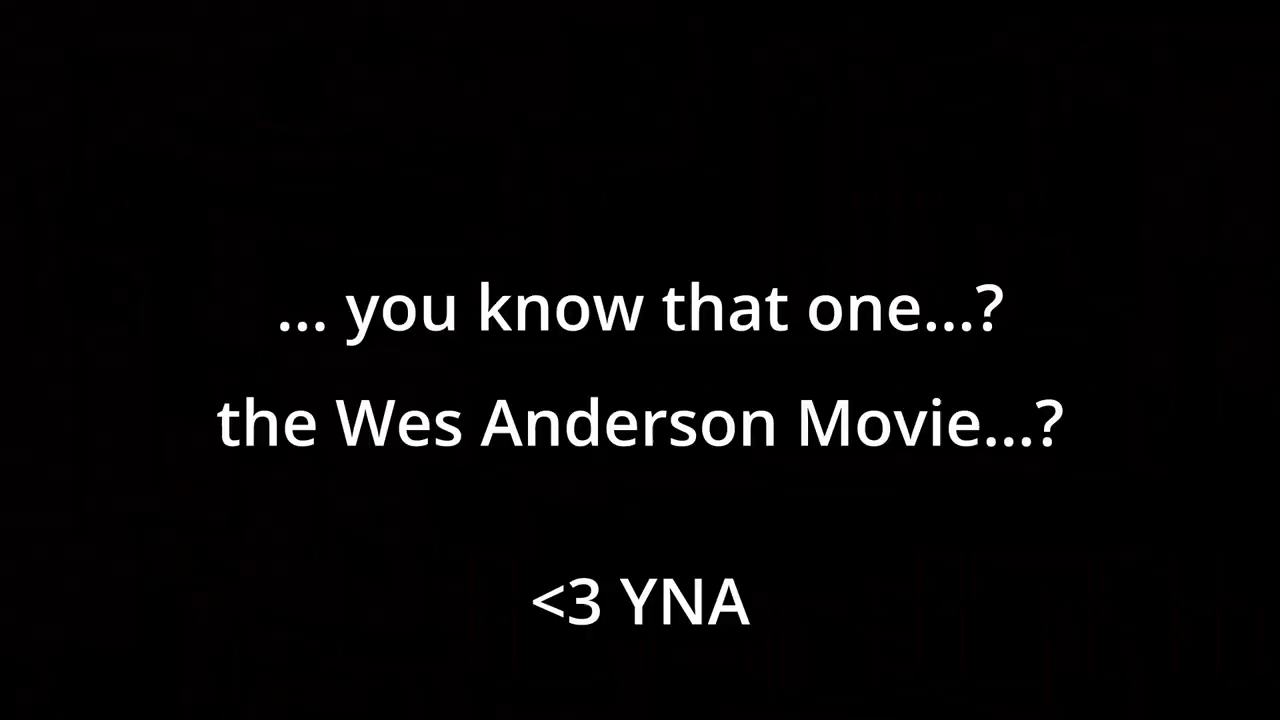 ... you know that one...?
the Wes Anderson Movie...?
<3 YNA